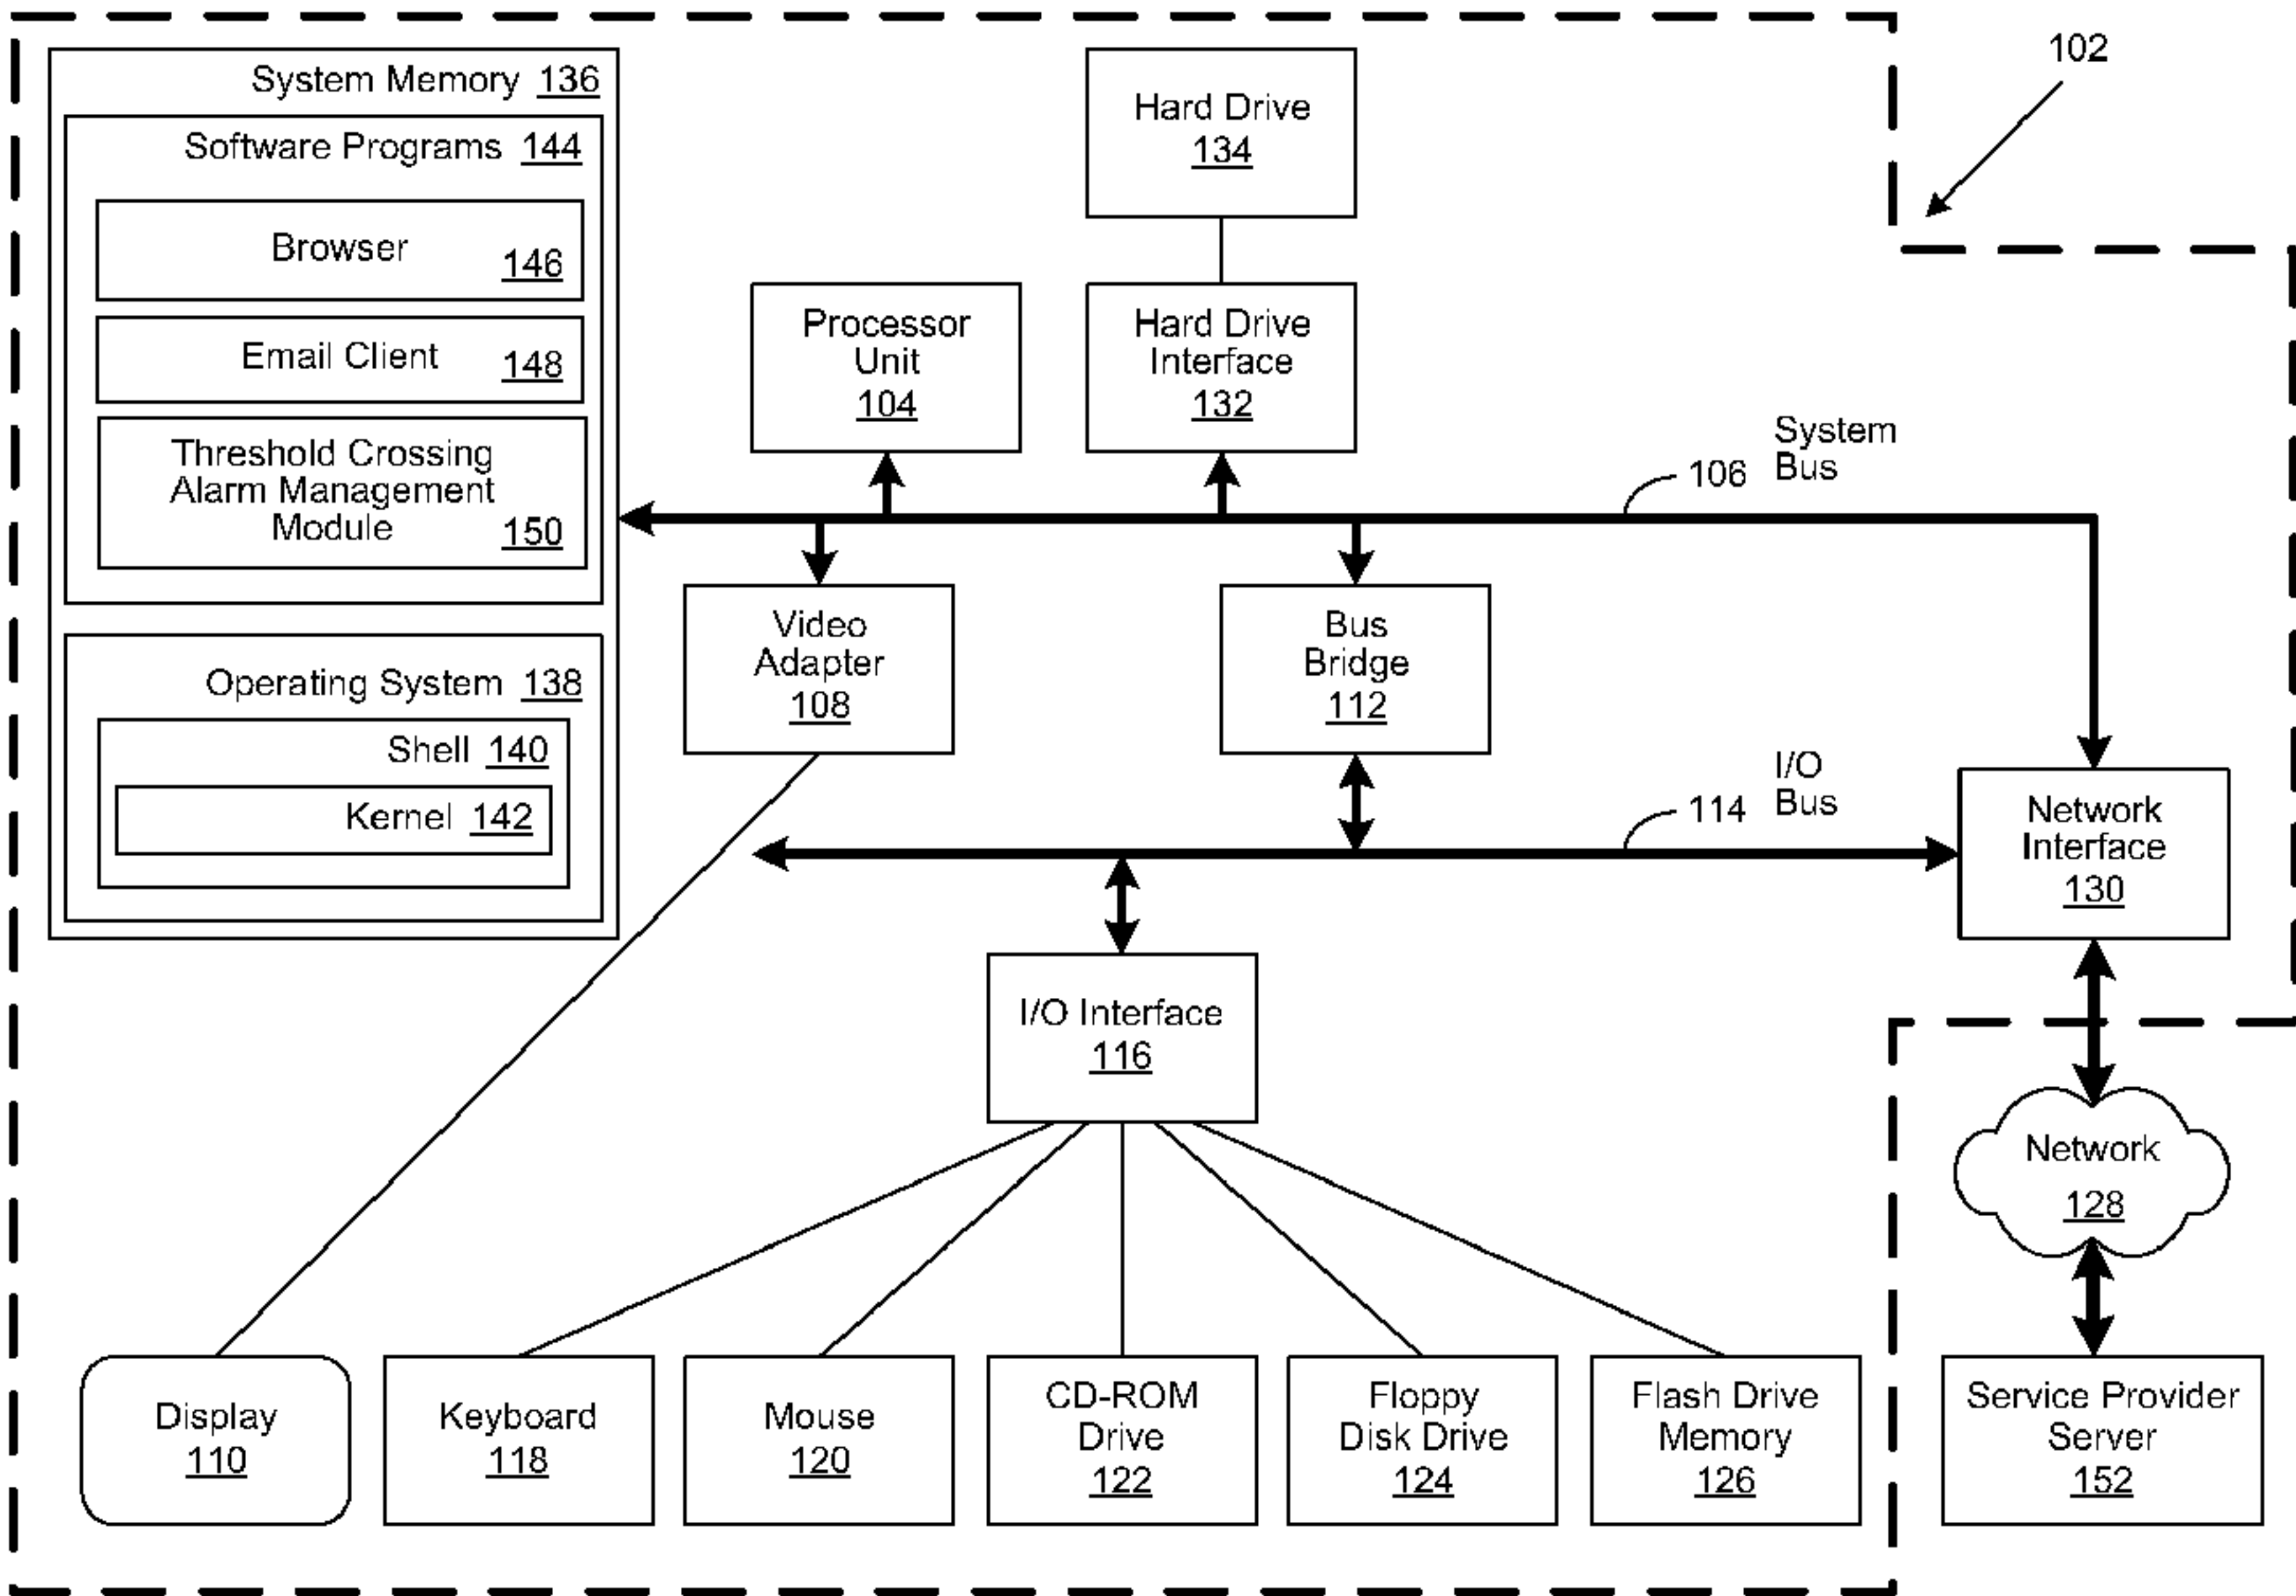 102
System Memory 136
Software Programs 144
Browser
146
Email Client 148
Threshold Crossing
Alarm Management
Module 150
Operating System 138
Shell 140
Kernel 142
Hard Drive
134
Processor
Unit
104
Hard Drive
Interface
132
106
System
Bus
Video
Adapter
108
Bus
Bridge
112
114
I/O
Bus
Network
Interface
130
I/O Interface
116
Network
128
Display
110
Keyboard
118
Mouse
120
CD-ROM
Drive
122
Floppy
Disk Drive
124
Flash Drive
Memory
126
Service Provider
Server
152